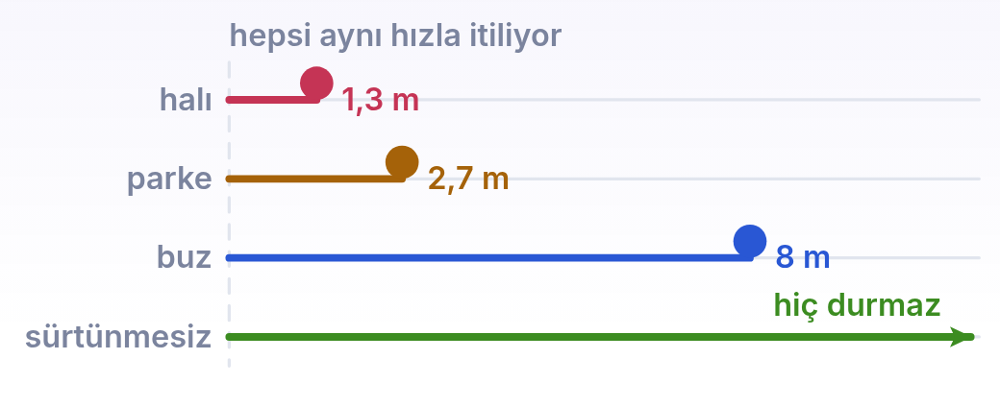 hepsi aynı hızla itiliyor
halı 1,3 m
parke 2,7 m
buz 8 m
hiç durmaz
sürtünmesiz